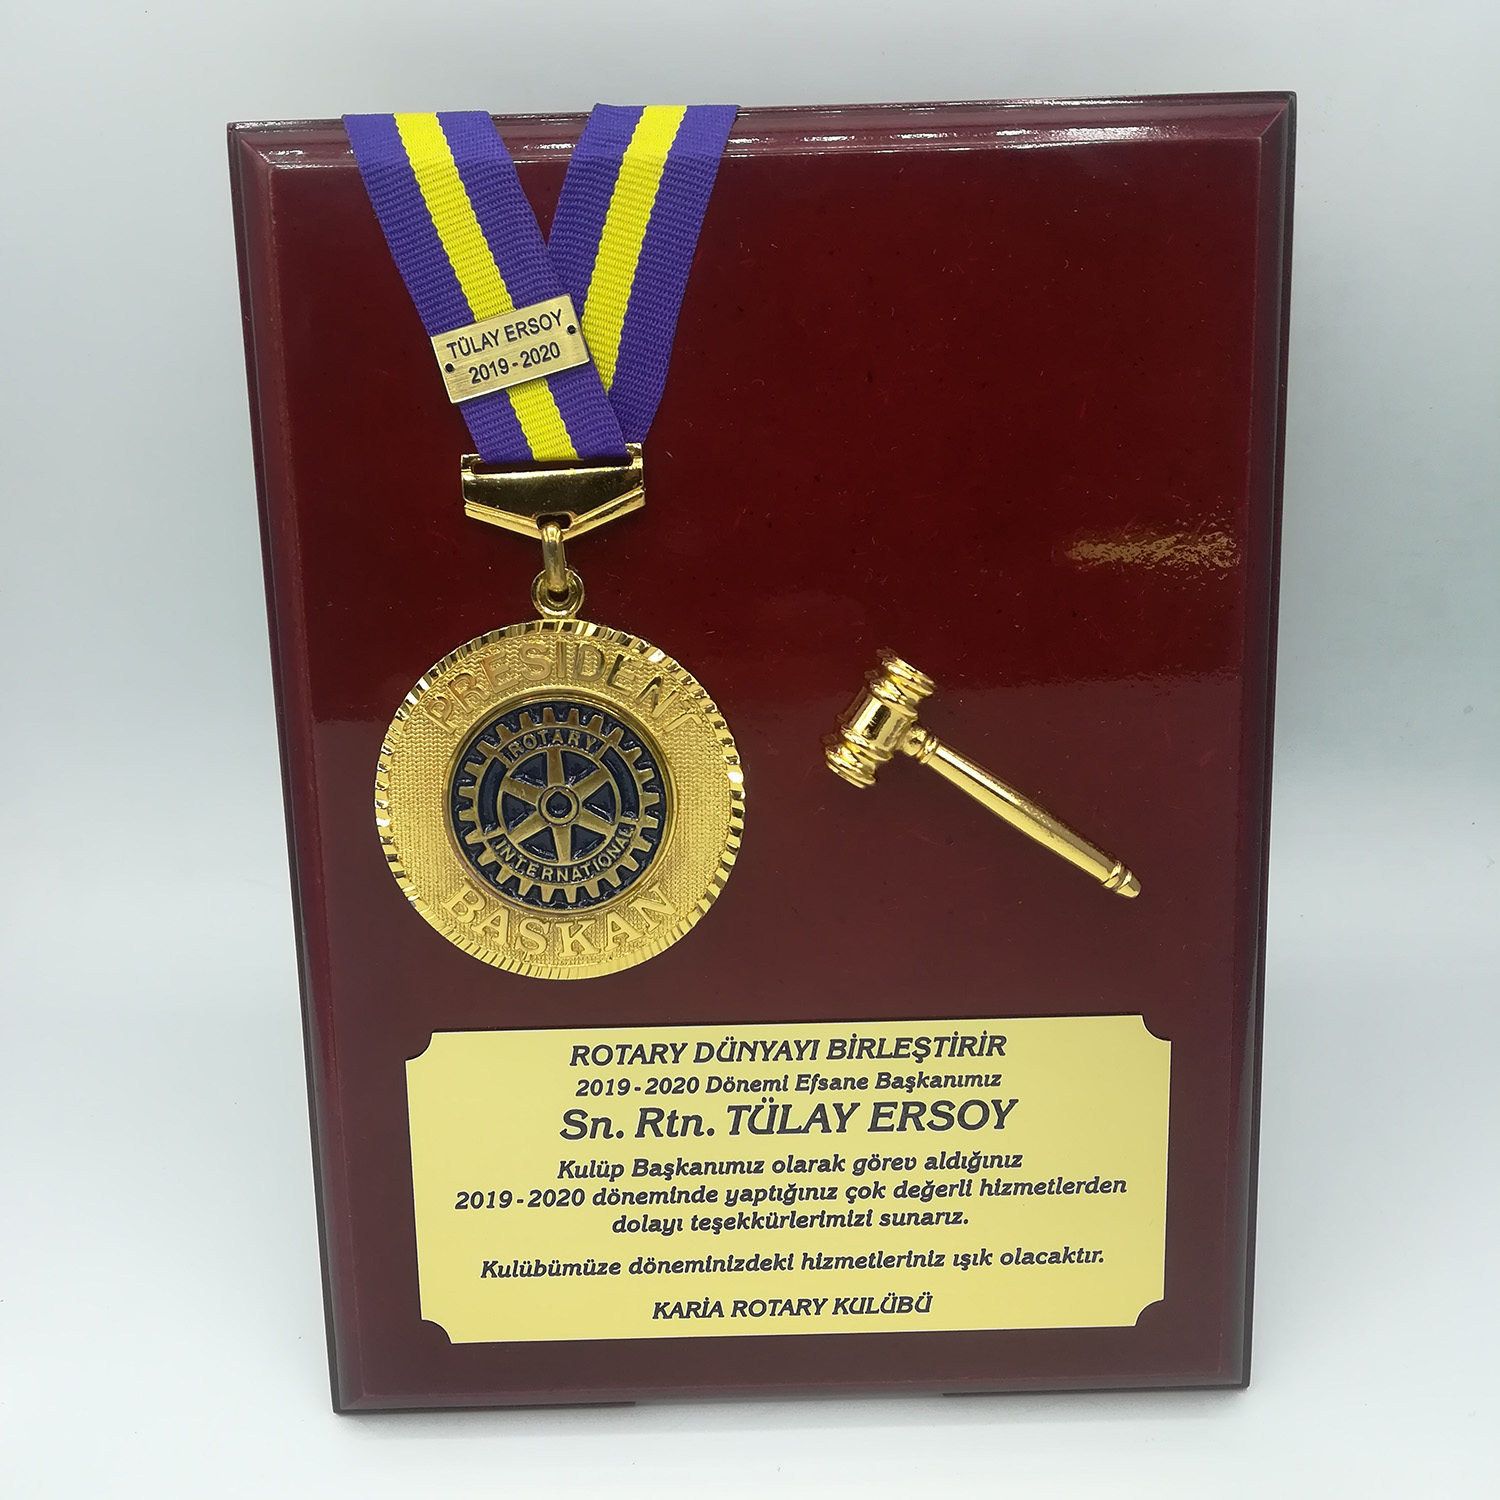 TÜLAY ERSOY
2019-2020
PRESIDENT
ROTARY
INTERNATIONAL
BAŞKAN
ROTARY DÜNYAYI BİRLEŞTİRİR
2019-2020 Dönemi Efsane Başkanımız
Sn. Rtn. TÜLAY ERSOY
Kulüp Başkanımız olarak görev aldığınız
2019-2020 döneminde yaptığınız çok değerli hizmetlerden
dolayı teşekkürlerimizi sunarız.
Kulübümüze döneminizdeki hizmetleriniz ışık olacaktır.
KARİA ROTARY KULÜBÜ